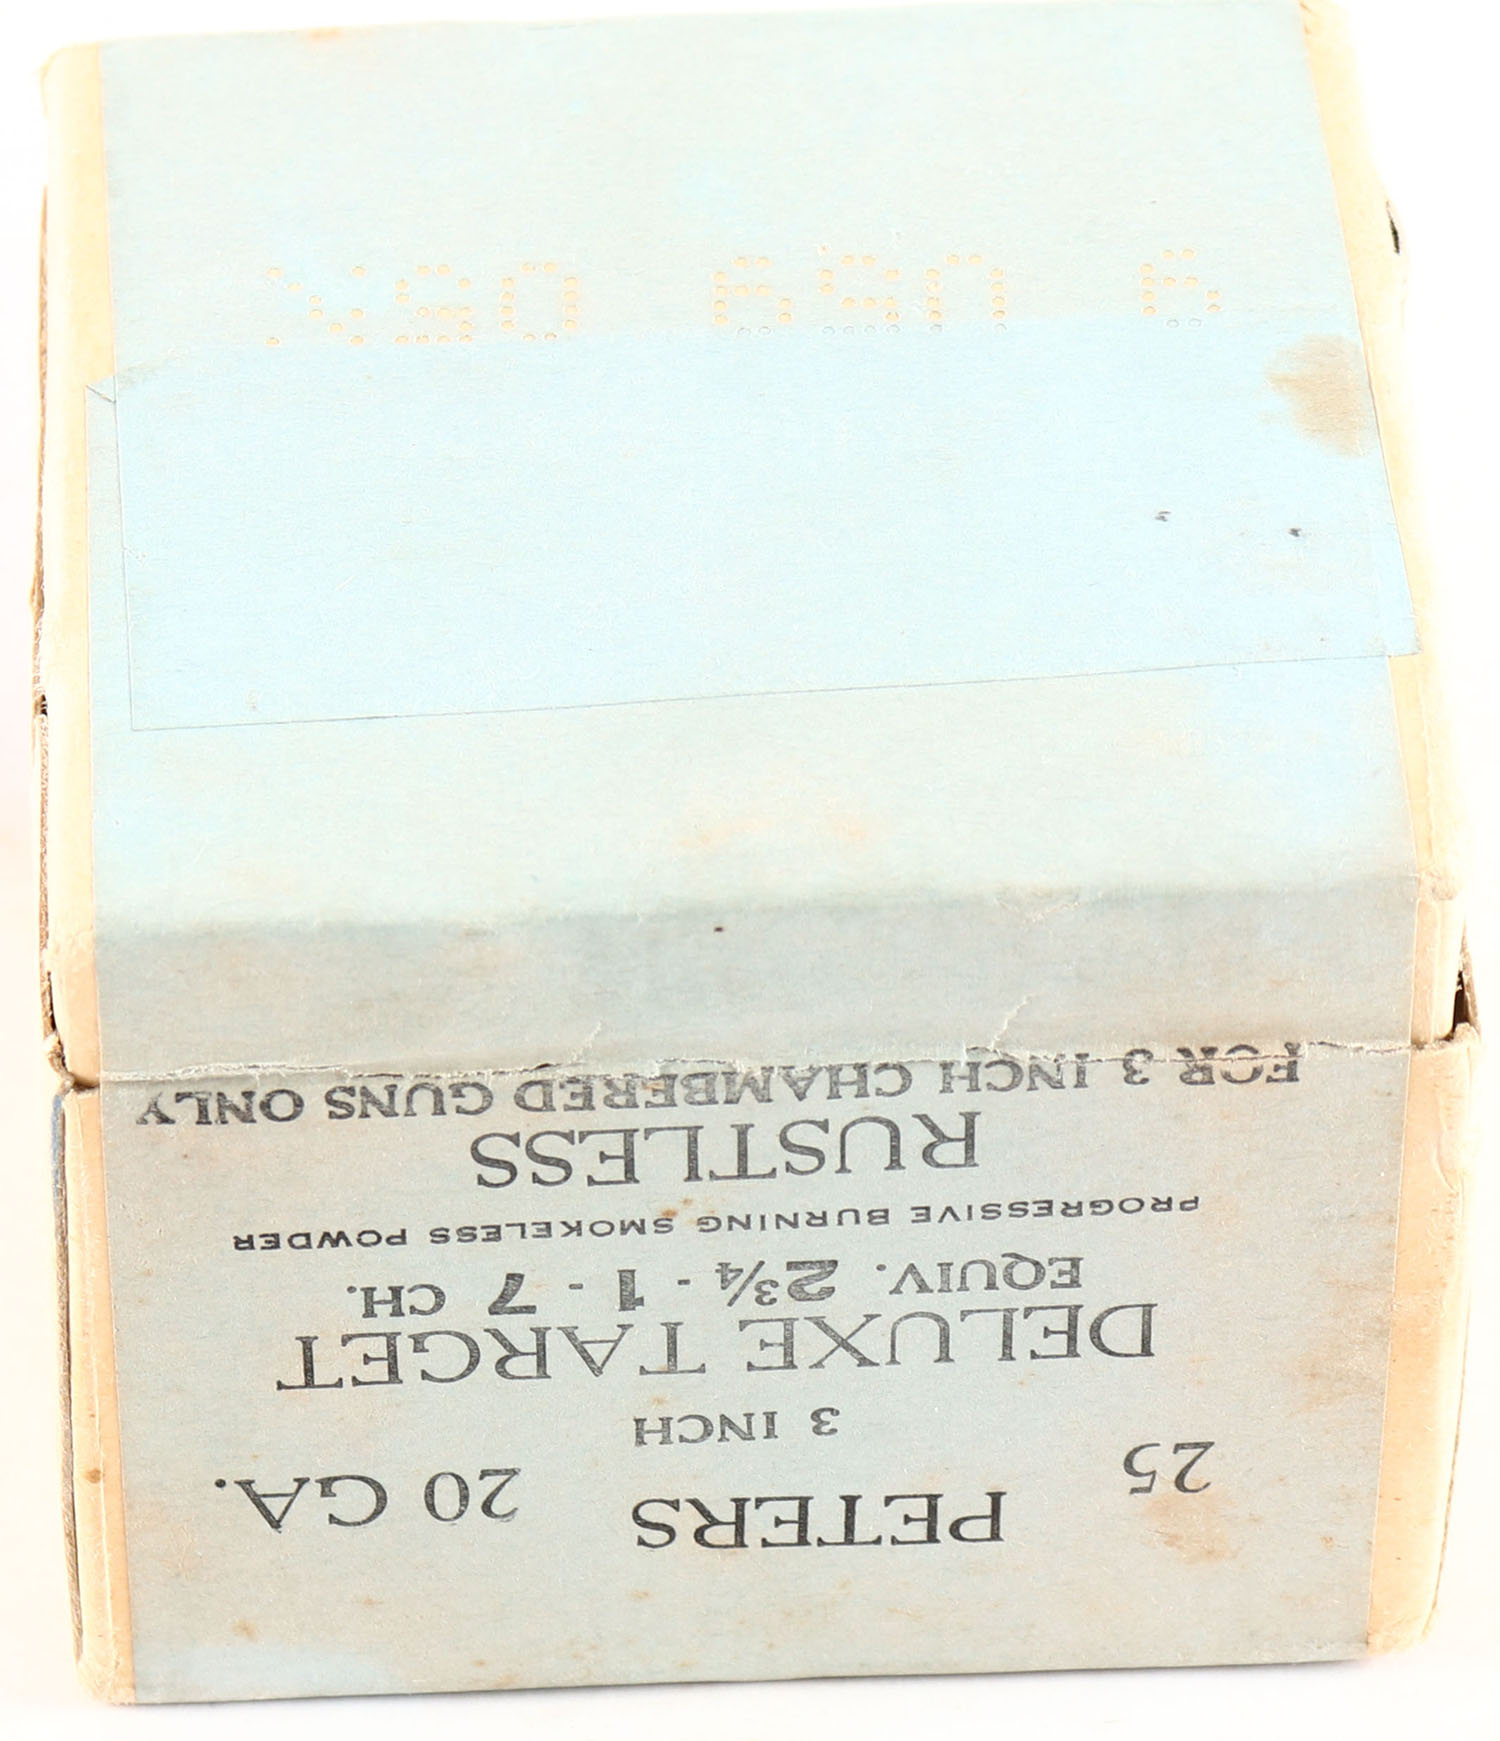 25 PETERS 20 GA.
3 INCH
DELUXE TARGET
EQUIV. 2¾ - 1 - 7 CH.
PROGRESSIVE BURNING SMOKELESS POWDER
RUSTLESS
FOR 3 INCH CHAMBERED GUNS ONLY